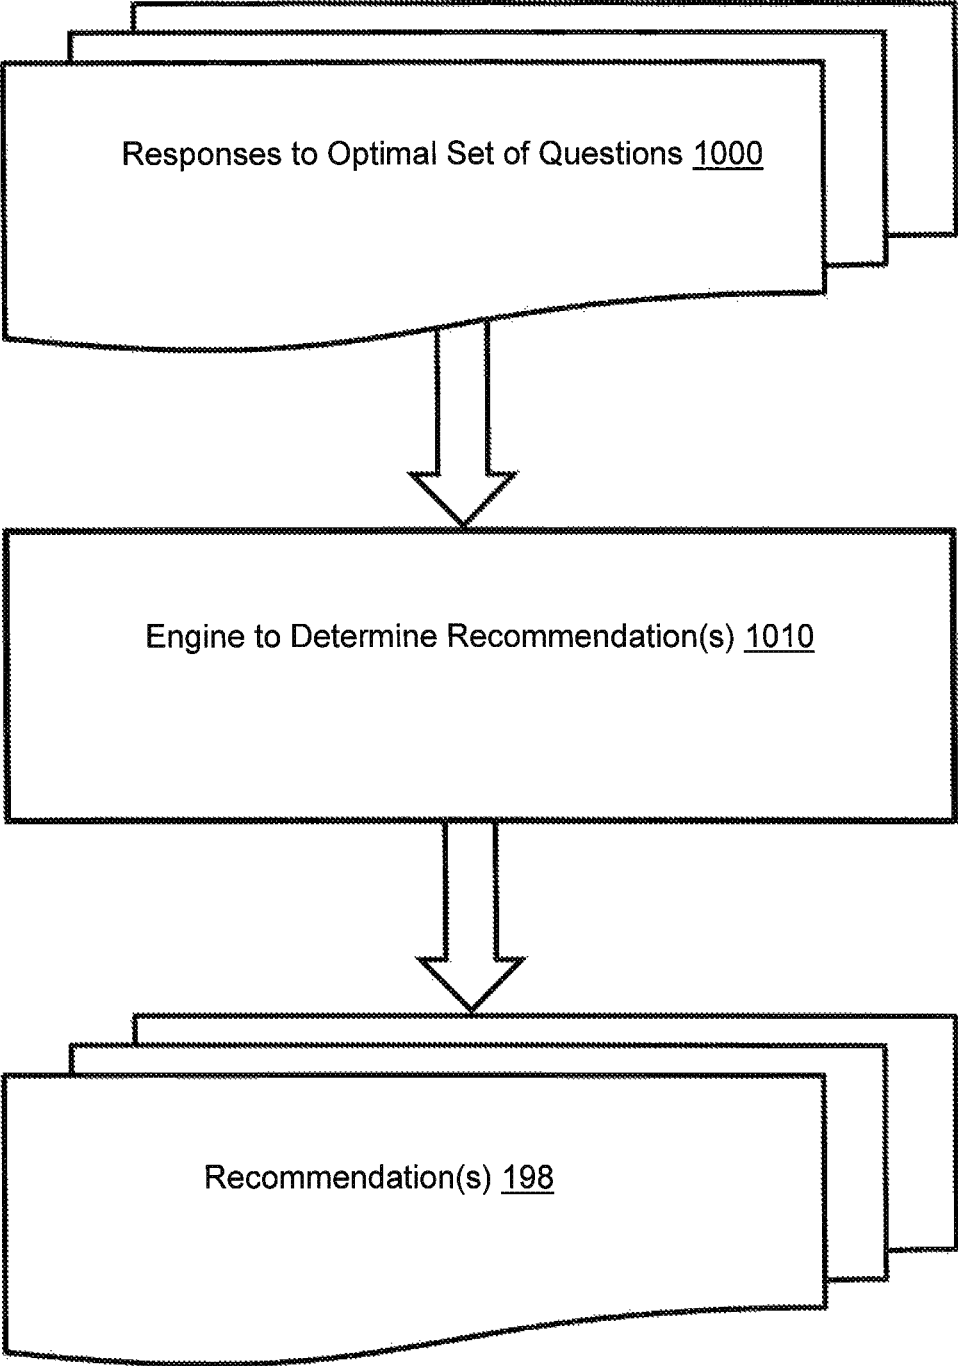 Responses to Optimal Set of Questions 1000
Engine to Determine Recommendation(s) 1010
Recommendation(s) 198